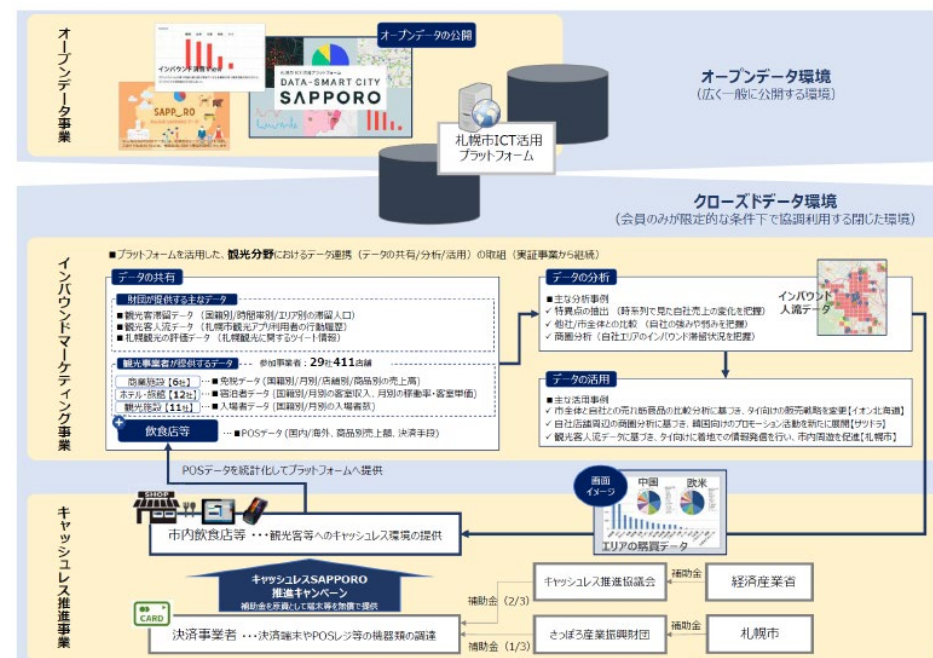 オープンデータ事業
オープンデータの公開
札幌市ICT活用プラットフォーム
DATA-SMART CITY
SAPPORO
SAPP_RO
オープンデータ環境
(広く一般に公開する環境)
札幌市ICT活用
プラットフォーム
クローズドデータ環境
(会員のみが限定的な条件下で協調利用する閉じた環境)
インバウンドマーケティング事業
■プラットフォームを活用した、観光分野におけるデータ連携(データの共有/分析/活用)の取組(実証事業から継続)
データの共有
財団が提供する主なデータ
■観光客滞留データ(国籍別/時間帯別/エリア別の滞留人口)
■観光客人流データ(札幌市観光アプリ利用者の行動履歴)
■札幌観光の評価データ(札幌観光に関するツイート情報)
観光事業者が提供するデータ 参加事業者:29社411店舗
商業施設【6社】…■免税データ(国籍別/月別/店舗別/商品別の売上高)
ホテル・旅館【12社】…■宿泊者データ(国籍別/月別の客室収入、月別の稼働率・客室単価)
観光施設【11社】…■入場者データ(国籍別/月別の入場者数)
飲食店等 …■POSデータ(国内/海外、商品別売上額、決済手段)
データの分析
■主な分析事例
✓特異点の抽出(時系列で見た自社売上の変化を把握)
✓他社/市全体との比較(自社の強みや弱みを把握)
✓商圏分析(自社エリアのインバウンド滞留状況を把握)
インバウンド
人流データ
データの活用
■主な活用事例
✓市全体と自社との売れ筋商品の比較分析に基づき、タイ向けの販売戦略を変更【イオン北海道】
✓自社店舗周辺の商圏分析に基づき、韓国向けのプロモーション活動を新たに展開【サツドラ】
✓観光客人流データに基づき、タイ向けに着地での情報発信を行い、市内周遊を促進【札幌市】
POSデータを統計化してプラットフォームへ提供
キャッシュレス推進事業
SHOP
市内飲食店等 ・・・観光客等へのキャッシュレス環境の提供
画面
イメージ
中国
欧米
エリアの購買データ
キャッシュレスSAPPORO
推進キャンペーン
補助金を原資として端末等を無償で提供
CARD
決済事業者 ・・・決済端末やPOSレジ等の機器類の調達
補助金(2/3)
キャッシュレス推進協議会
補助金
経済産業省
補助金(1/3)
さっぽろ産業振興財団
補助金
札幌市